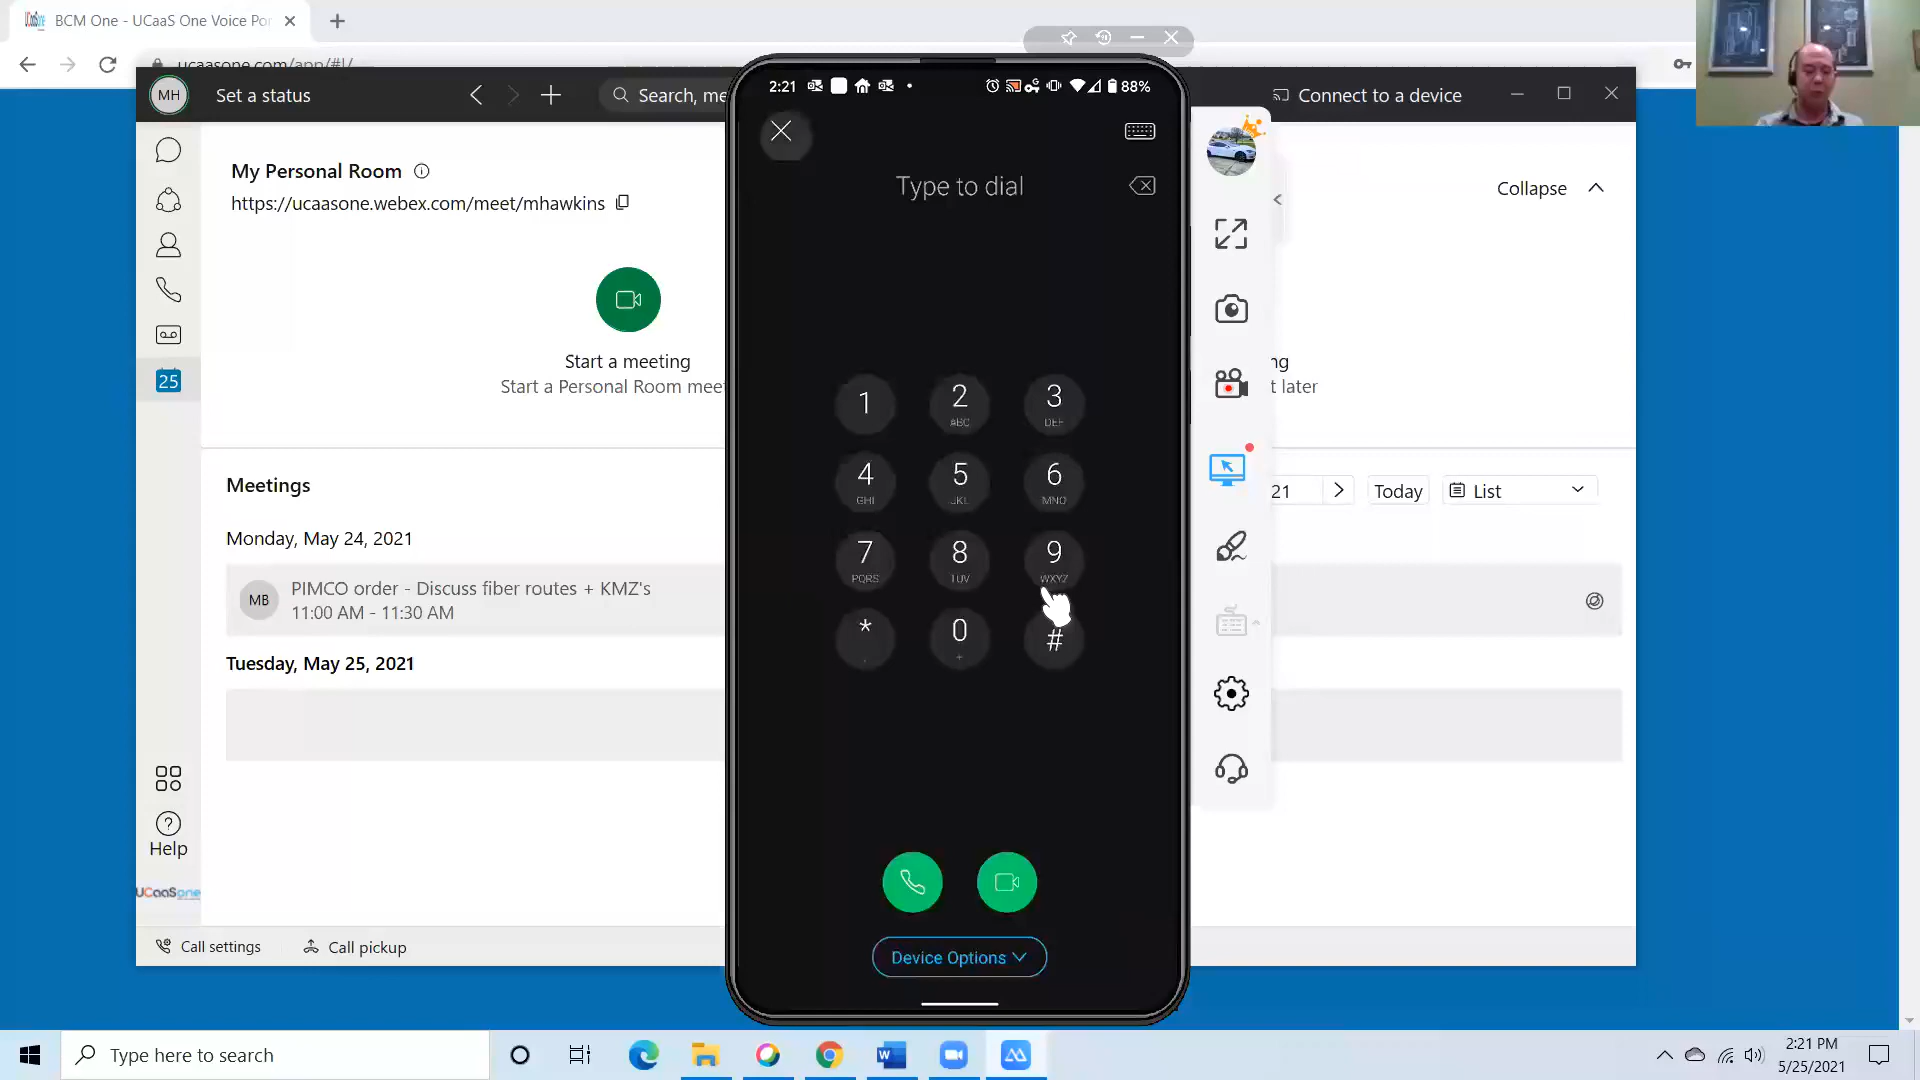 BCM One - UCaaS One Voice Por
ucaasone.com/app/#!/
MH
Set a status
Search, me
Connect to a device
My Personal Room
https://ucaasone.webex.com/meet/mhawkins
Collapse
Start a meeting
Start a Personal Room mee
ng
t later
25
Meetings
21
Today
List
Monday, May 24, 2021
MB
PIMCO order - Discuss fiber routes + KMZ's
11:00 AM - 11:30 AM
Tuesday, May 25, 2021
Help
UCaaSone
Call settings
Call pickup
2:21
88%
Type to dial
1
2
ABC
3
DEF
4
GHI
5
JKL
6
MNO
7
PQRS
8
TUV
9
WXYZ
*
,
0
+
#
Device Options
Type here to search
2:21 PM
5/25/2021